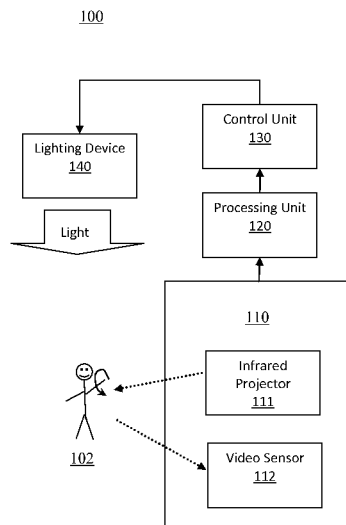 100
Control Unit
130
Lighting Device
140
Processing Unit
120
Light
110
Infrared
Projector
111
102
Video Sensor
112